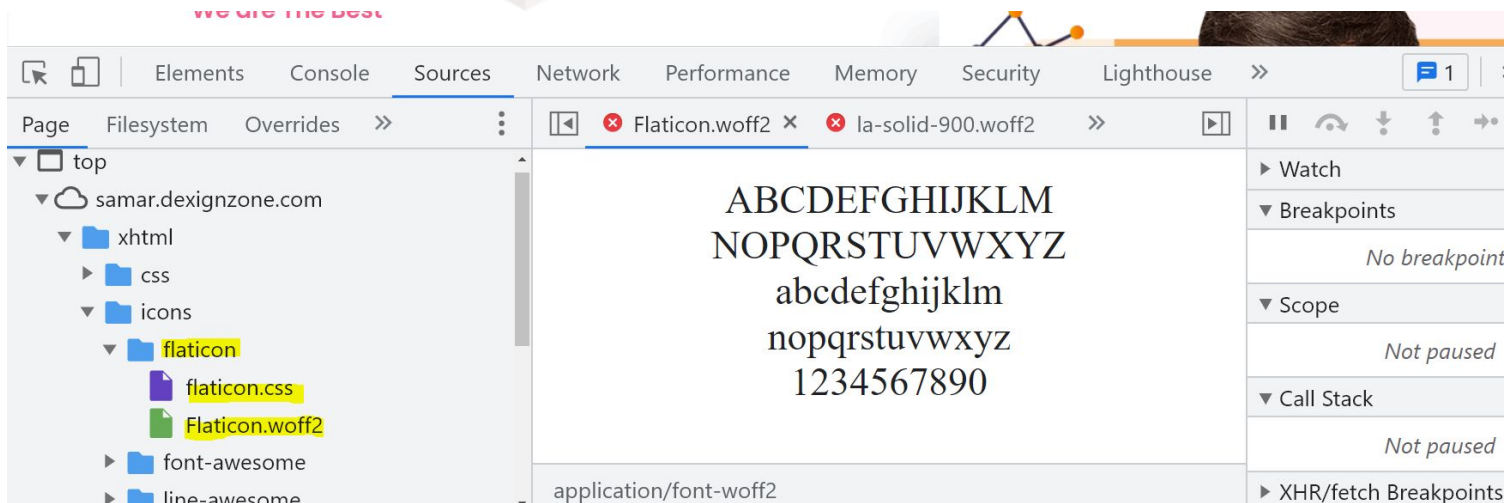 We are The Best
Elements Console Sources Network Performance Memory Security Lighthouse » 1
Page Filesystem Overrides » Flaticon.woff2 × la-solid-900.woff2 »
top
samar.dexignzone.com
xhtml
css
icons
flaticon
flaticon.css
Flaticon.woff2
font-awesome
line-awesome
ABCDEFGHIJKLM
NOPQRSTUVWXYZ
abcdefghijklm
nopqrstuvwxyz
1234567890
application/font-woff2
Watch
Breakpoints
No breakpoint
Scope
Not paused
Call Stack
Not paused
XHR/fetch Breakpoints